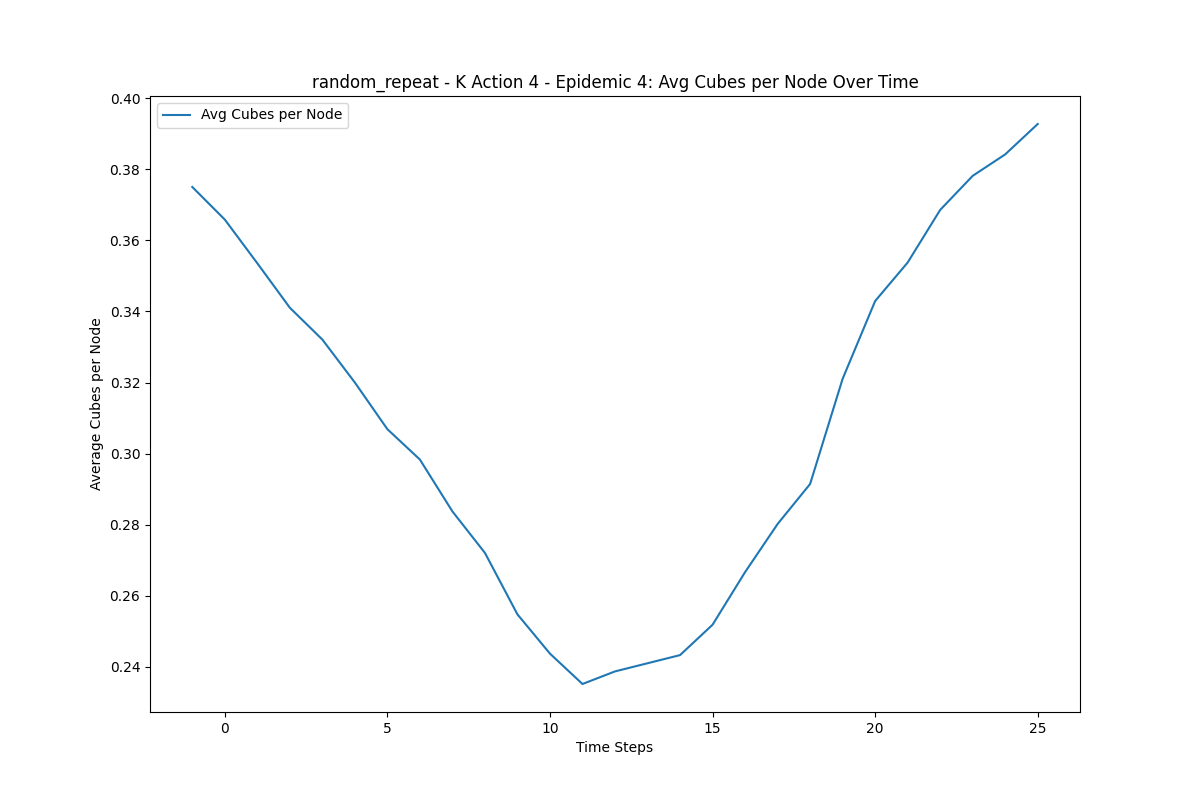 random_repeat - K Action 4 - Epidemic 4: Avg Cubes per Node Over Time
Avg Cubes per Node
0.40
0.38
0.36
0.34
0.32
0.30
0.28
0.26
0.24
Average Cubes per Node
0 5 10 15 20 25
Time Steps